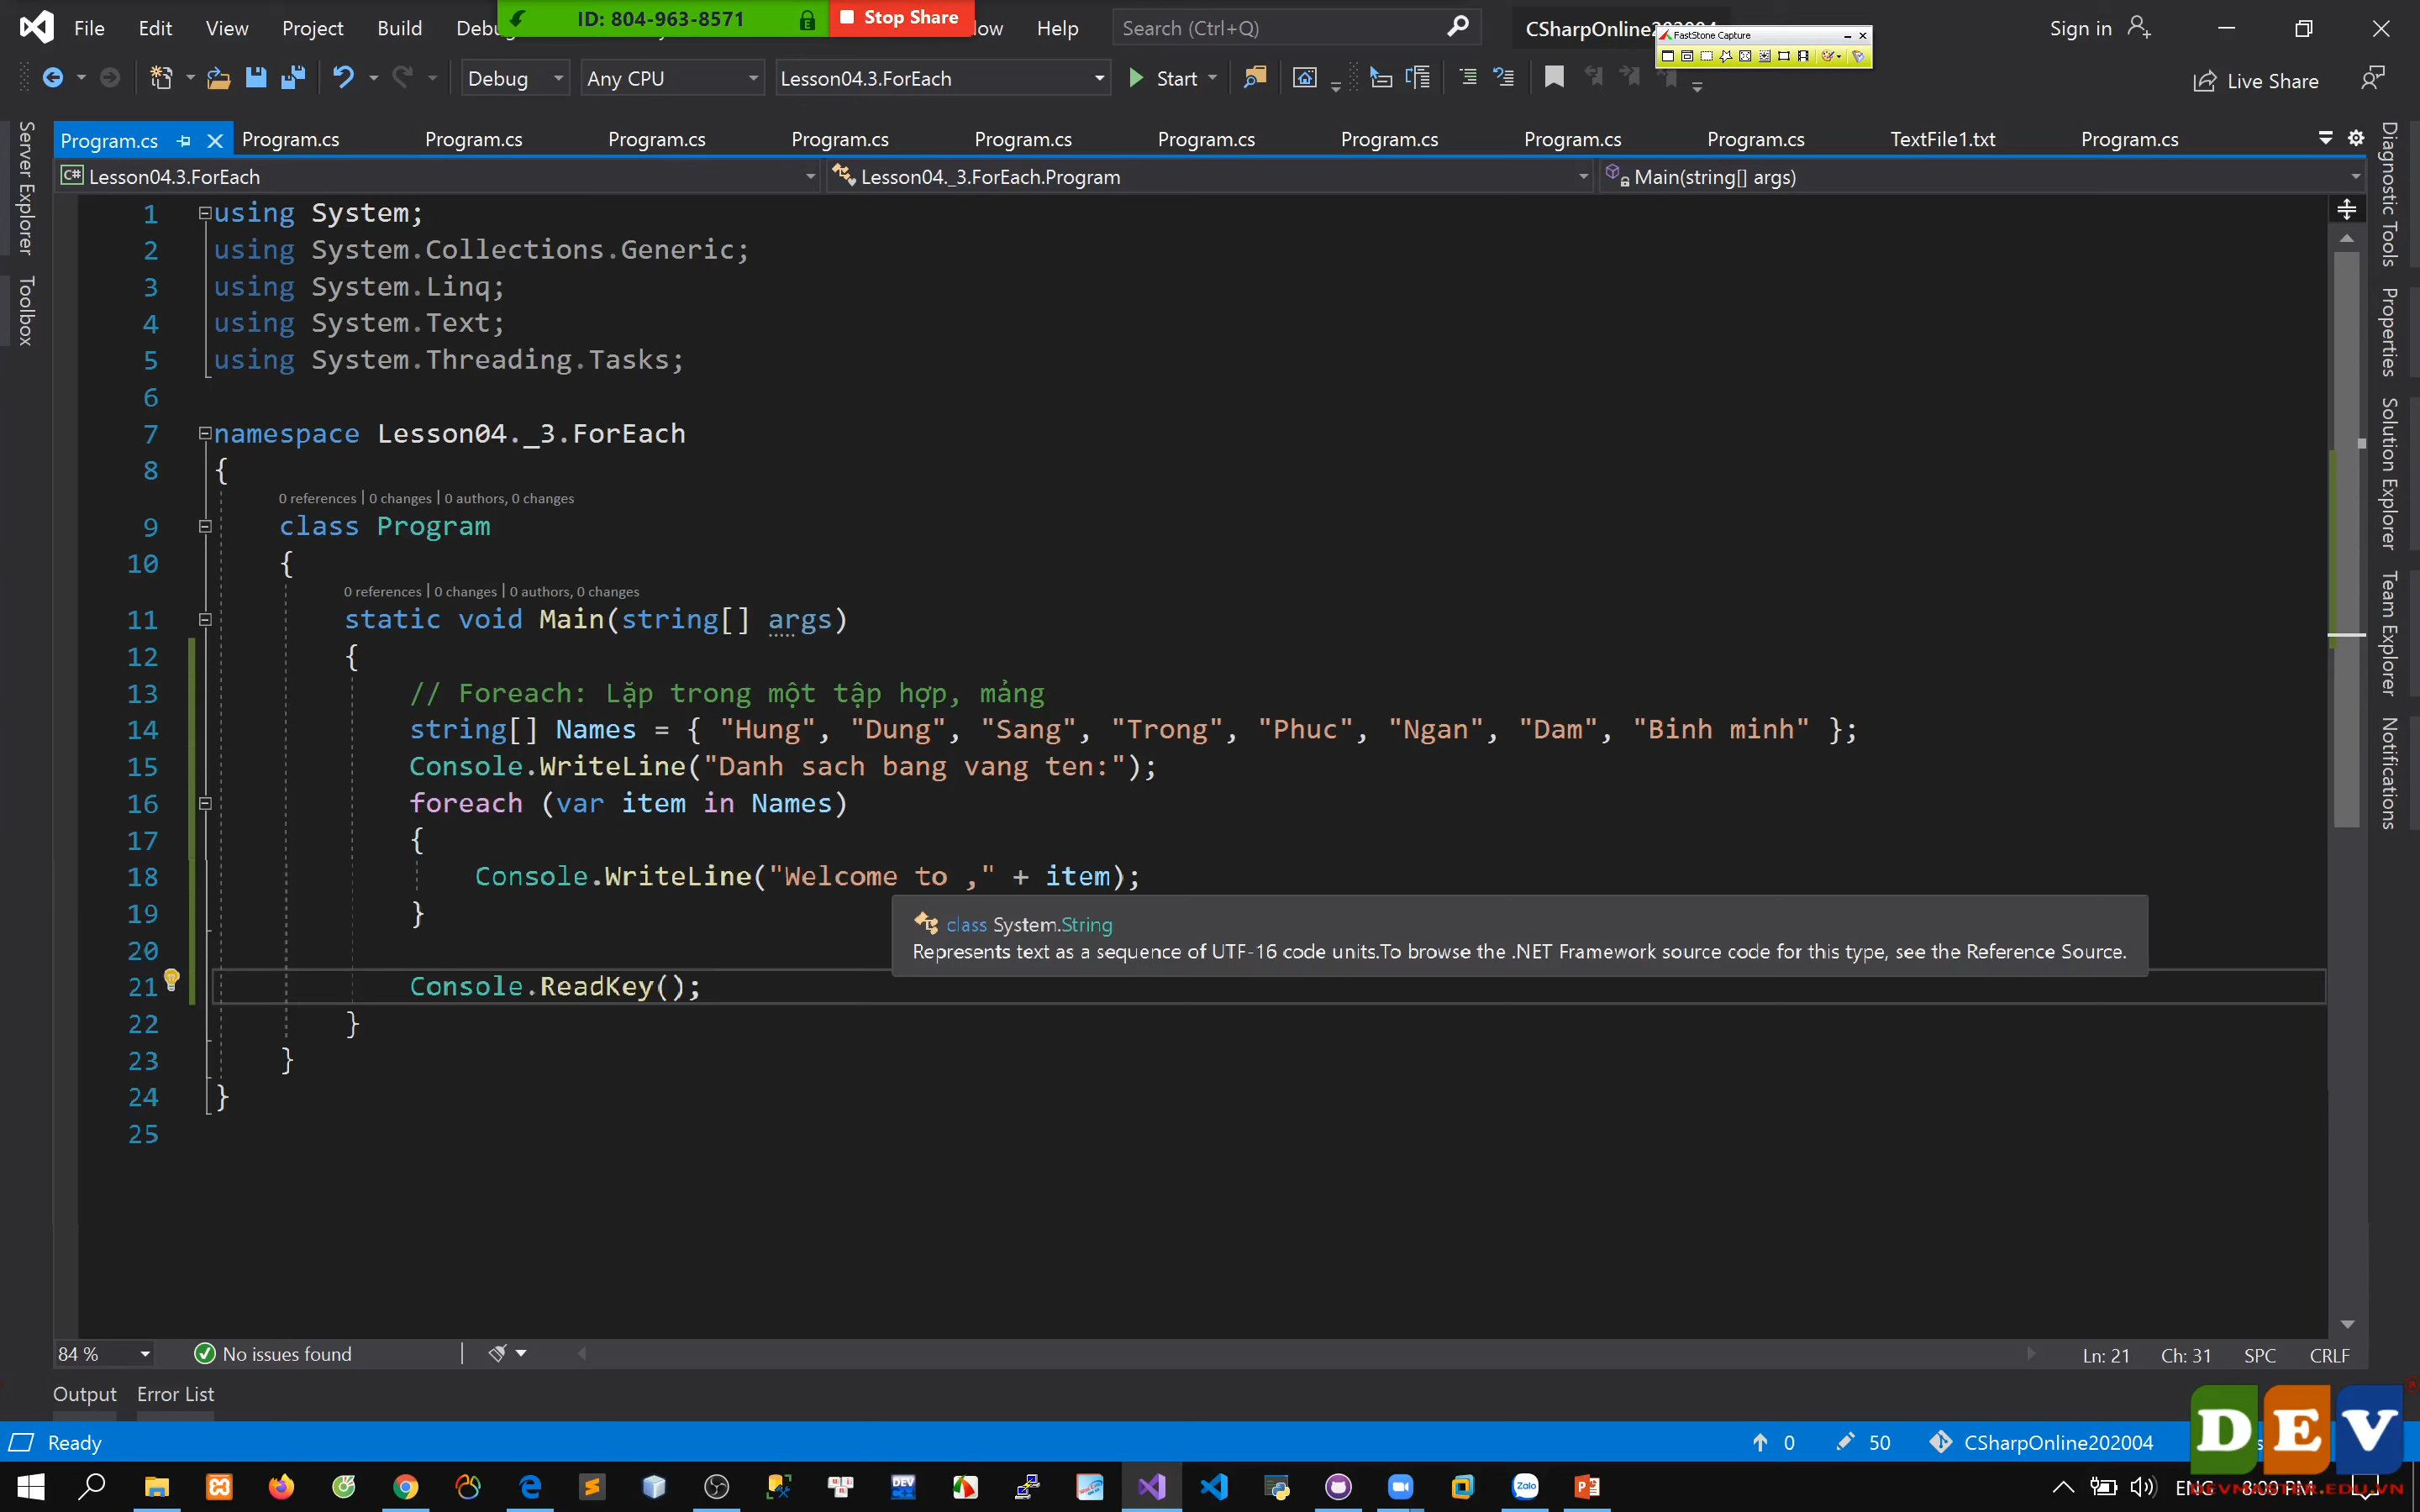 File Edit View Project Build ID: 804-963-8571 Stop Share Help Search (Ctrl+Q) Sign in
FastStone Capture
Debug Any CPU Lesson04.3.ForEach Start Live Share
Program.cs Program.cs Program.cs Program.cs Program.cs Program.cs Program.cs Program.cs Program.cs Program.cs TextFile1.txt Program.cs
C# Lesson04.3.ForEach Lesson04._3.ForEach.Program Main(string[] args)
Server Explorer
Toolbox
Diagnostic Tools
Properties
Solution Explorer
Team Explorer
Notifications
1 using System;
2 using System.Collections.Generic;
3 using System.Linq;
4 using System.Text;
5 using System.Threading.Tasks;
6
7 namespace Lesson04._3.ForEach
8 {
0 references | 0 changes | 0 authors, 0 changes
9 class Program
10 {
0 references | 0 changes | 0 authors, 0 changes
11 static void Main(string[] args)
12 {
13 // Foreach: Lặp trong một tập hợp, mảng
14 string[] Names = { "Hung", "Dung", "Sang", "Trong", "Phuc", "Ngan", "Dam", "Binh minh" };
15 Console.WriteLine("Danh sach bang vang ten:");
16 foreach (var item in Names)
17 {
18 Console.WriteLine("Welcome to ," + item);
19 }
class System.String
20
Represents text as a sequence of UTF-16 code units.To browse the .NET Framework source code for this type, see the Reference Source.
21 Console.ReadKey();
22 }
23 }
24 }
25
84 % No issues found Ln: 21 Ch: 31 SPC CRLF
Output Error List
Ready 0 50 CSharpOnline202004
DEV
ENG 8:00 PM